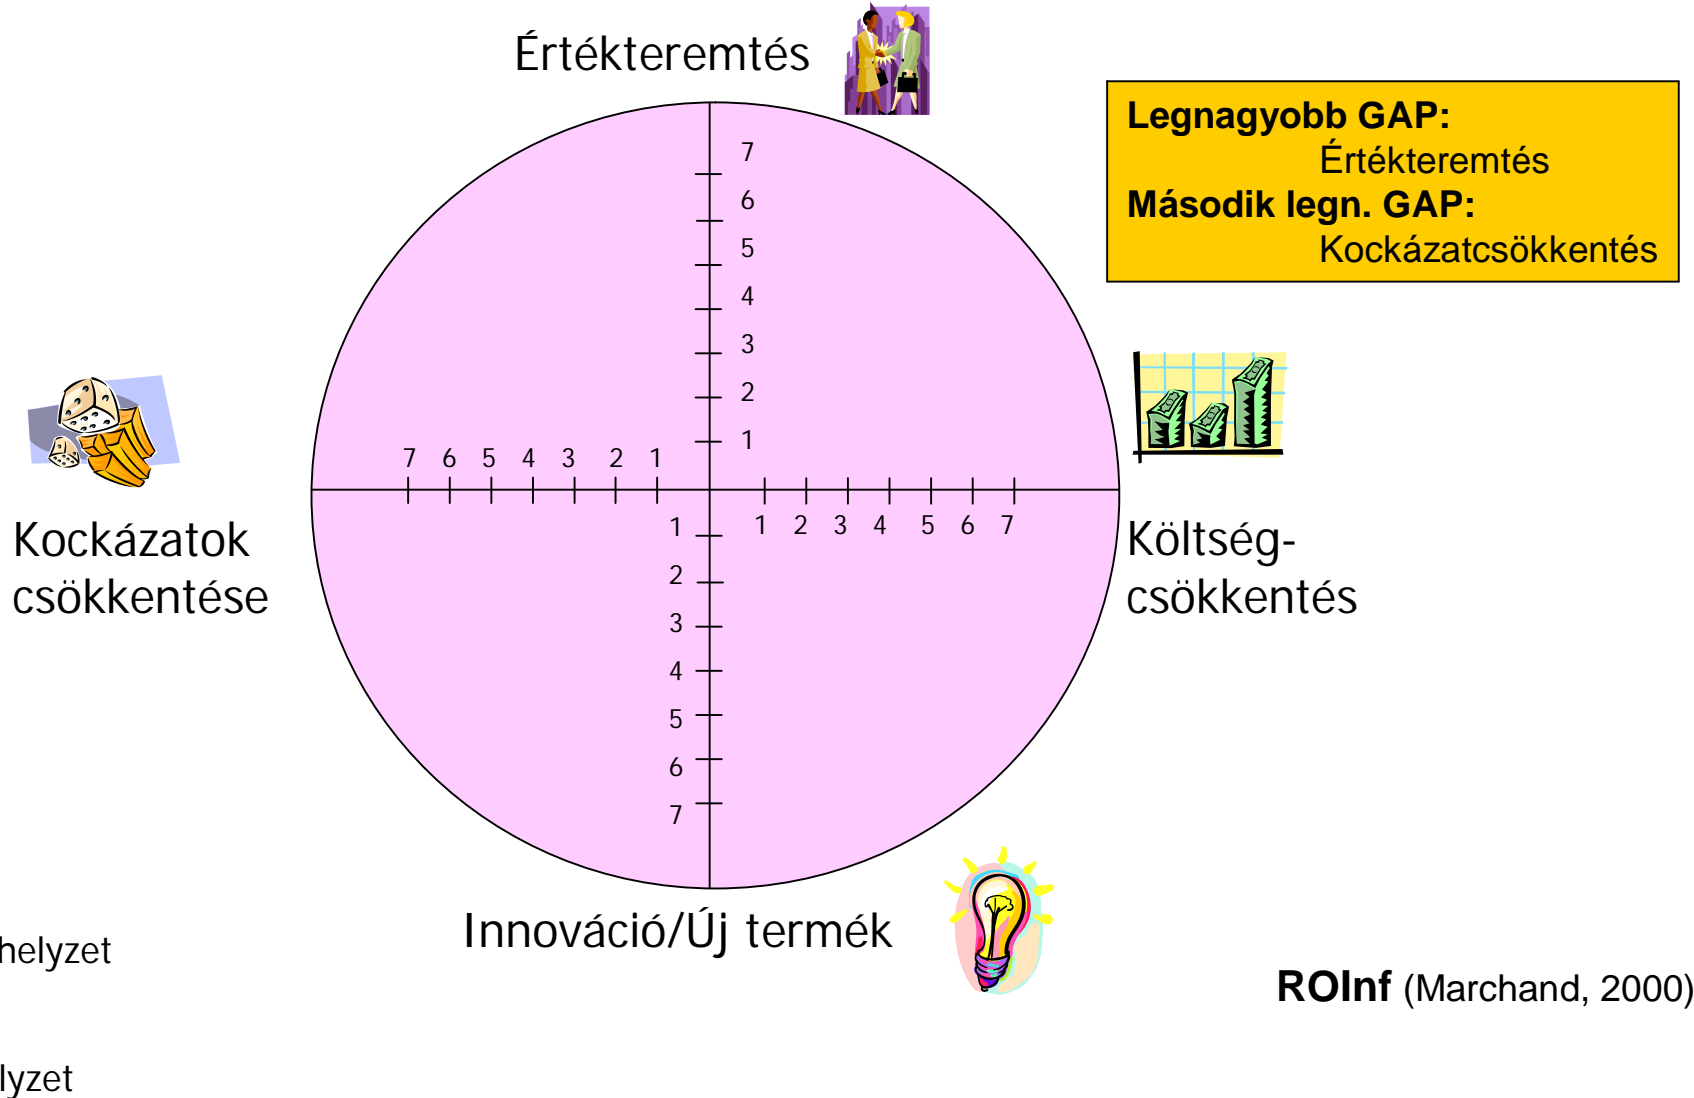 Értékteremtés
Legnagyobb GAP:
Értékteremtés
Második legn. GAP:
Kockázatcsökkentés
7
6
5
4
3
2
1
7 6 5 4 3 2 1
1 2 3 4 5 6 7
1
2
3
4
5
6
7
Kockázatok
csökkentése
Költség-
csökkentés
Innováció/Új termék
helyzet
ROInf (Marchand, 2000)
lyzet